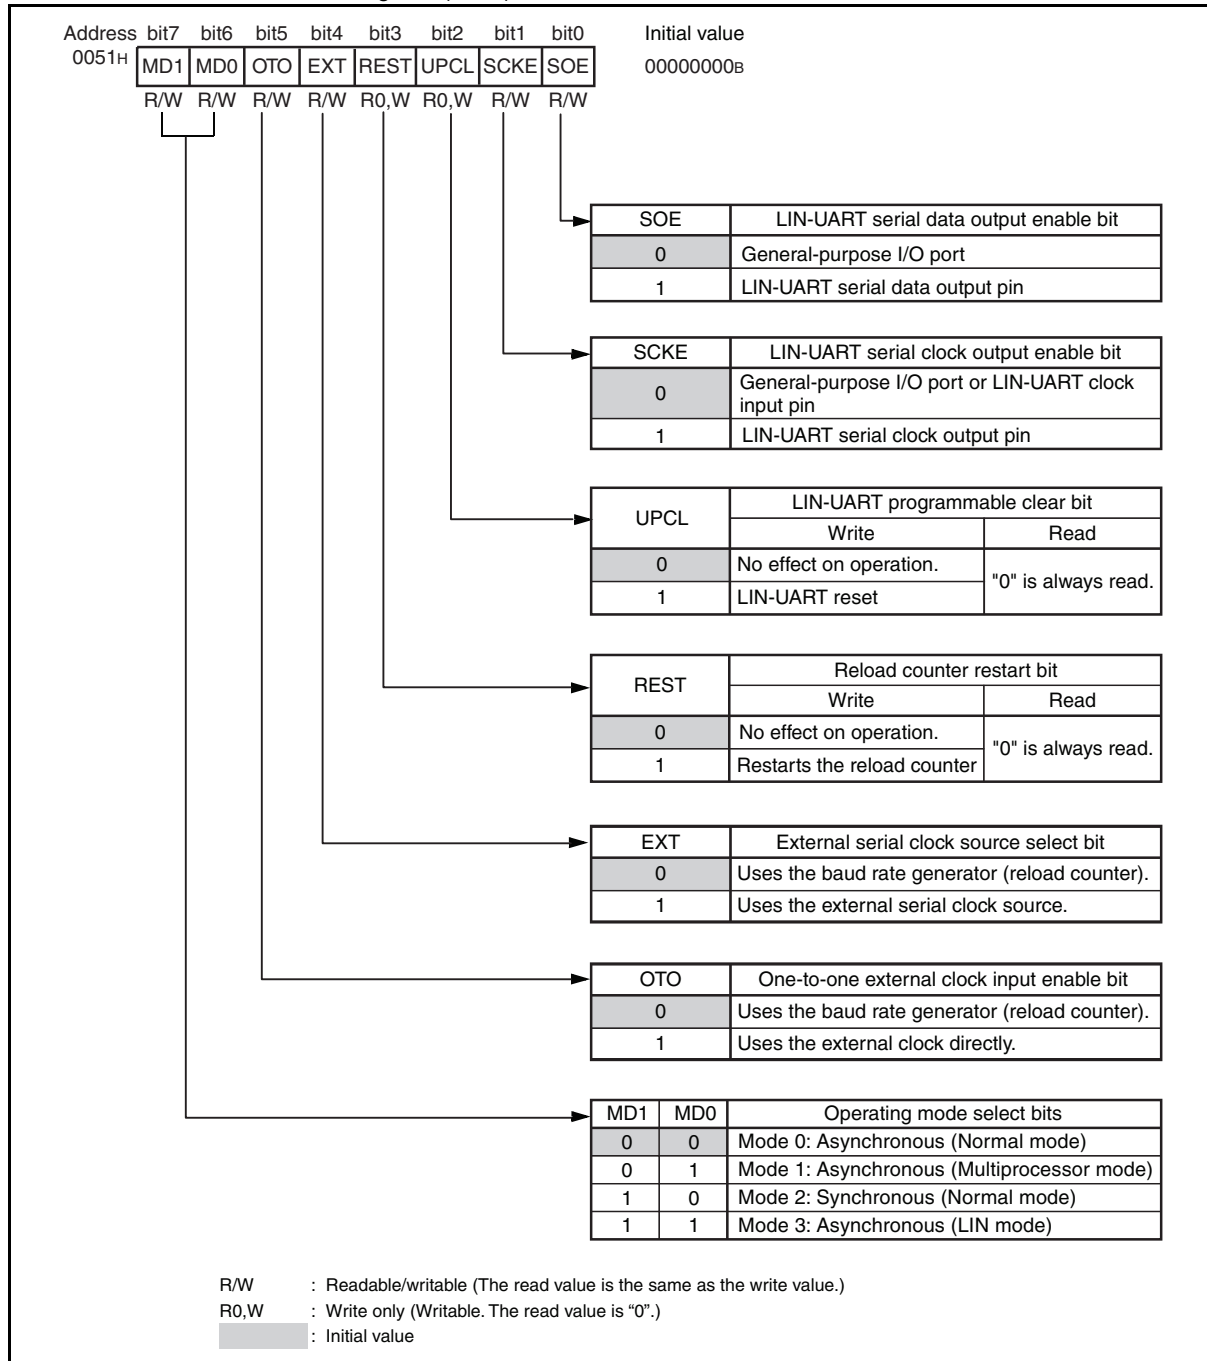 Address bit7 bit6 bit5 bit4 bit3 bit2 bit1 bit0 Initial value
0051H MD1 MD0 OTO EXT REST UPCL SCKE SOE 00000000B
R/W R/W R/W R/W R0,W R0,W R/W R/W
SOE LIN-UART serial data output enable bit
0 General-purpose I/O port
1 LIN-UART serial data output pin
SCKE LIN-UART serial clock output enable bit
0 General-purpose I/O port or LIN-UART clock
input pin
1 LIN-UART serial clock output pin
UPCL LIN-UART programmable clear bit
Write Read
0 No effect on operation. "0" is always read.
1 LIN-UART reset
REST Reload counter restart bit
Write Read
0 No effect on operation. "0" is always read.
1 Restarts the reload counter
EXT External serial clock source select bit
0 Uses the baud rate generator (reload counter).
1 Uses the external serial clock source.
OTO One-to-one external clock input enable bit
0 Uses the baud rate generator (reload counter).
1 Uses the external clock directly.
MD1 MD0 Operating mode select bits
0 0 Mode 0: Asynchronous (Normal mode)
0 1 Mode 1: Asynchronous (Multiprocessor mode)
1 0 Mode 2: Synchronous (Normal mode)
1 1 Mode 3: Asynchronous (LIN mode)
R/W : Readable/writable (The read value is the same as the write value.)
R0,W : Write only (Writable. The read value is “0”.)
: Initial value